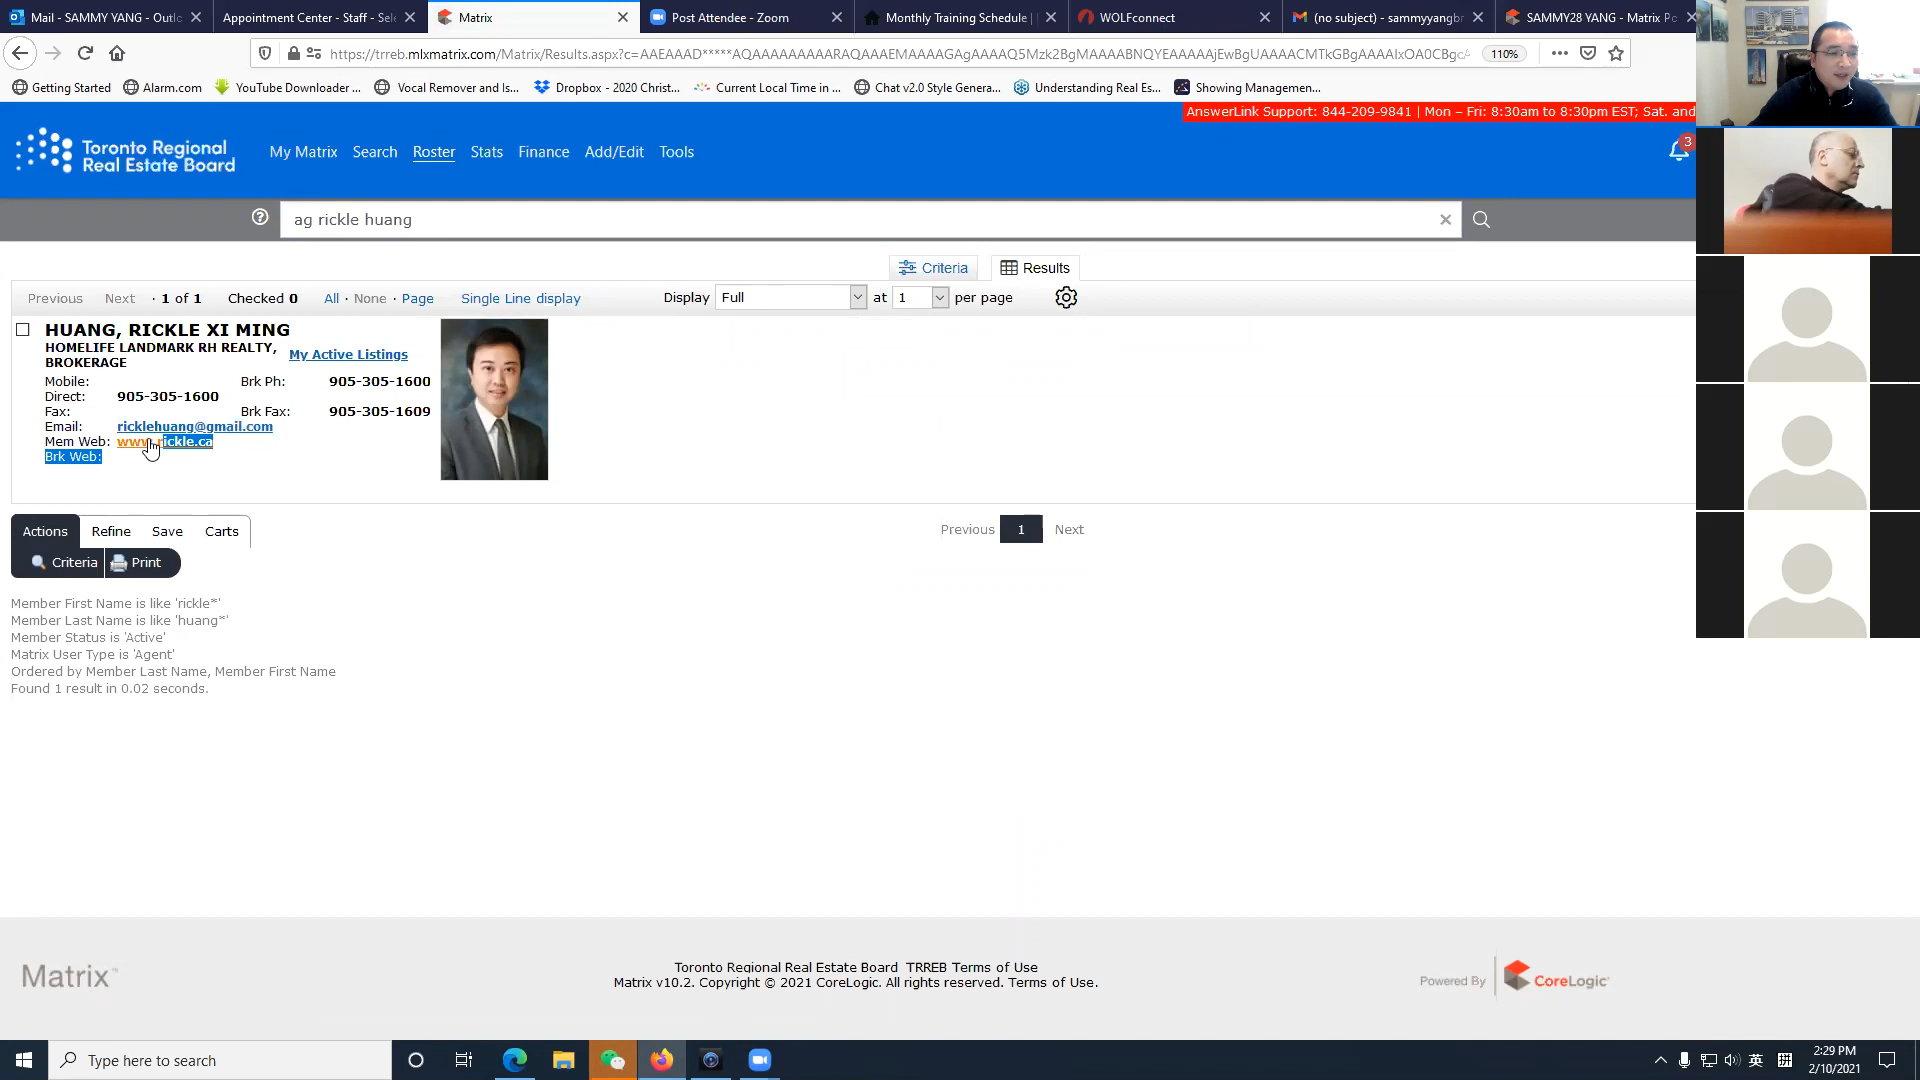 Mail - SAMMY YANG - Outlo
Appointment Center - Staff - Sel
Matrix
Post Attendee - Zoom
Monthly Training Schedule |
WOLFconnect
(no subject) - sammyyangbr
SAMMY28 YANG - Matrix Po
https://trreb.mlxmatrix.com/Matrix/Results.aspx?c=AAEAAAD*****AQAAAAAAAAARAQAAAEMAAAAGAgAAAAQ5Mzk2BgMAAAABNQYEAAAAAjEwBgUAAAACMTkGBgAAAAIxOA0CBgcA
110%
Getting Started
Alarm.com
YouTube Downloader ...
Vocal Remover and Is...
Dropbox - 2020 Christ...
Current Local Time in ...
Chat v2.0 Style Genera...
Understanding Real Es...
Showing Managemen...
AnswerLink Support: 844-209-9841 | Mon – Fri: 8:30am to 8:30pm EST; Sat. and
Toronto Regional
Real Estate Board
My Matrix
Search
Roster
Stats
Finance
Add/Edit
Tools
3
ag rickle huang
Criteria
Results
Previous Next · 1 of 1 Checked 0 All · None · Page Single Line display Display Full at 1 per page
HUANG, RICKLE XI MING
HOMELIFE LANDMARK RH REALTY,
BROKERAGE
My Active Listings
Mobile: Brk Ph: 905-305-1600
Direct: 905-305-1600
Fax: Brk Fax: 905-305-1609
Email: ricklehuang@gmail.com
Mem Web: www.rickle.ca
Brk Web:
Actions Refine Save Carts
Criteria Print
Previous 1 Next
Member First Name is like 'rickle*'
Member Last Name is like 'huang*'
Member Status is 'Active'
Matrix User Type is 'Agent'
Ordered by Member Last Name, Member First Name
Found 1 result in 0.02 seconds.
Matrix™
Toronto Regional Real Estate Board TRREB Terms of Use
Matrix v10.2. Copyright © 2021 CoreLogic. All rights reserved. Terms of Use.
Powered By CoreLogic
Type here to search
英
拼
2:29 PM
2/10/2021